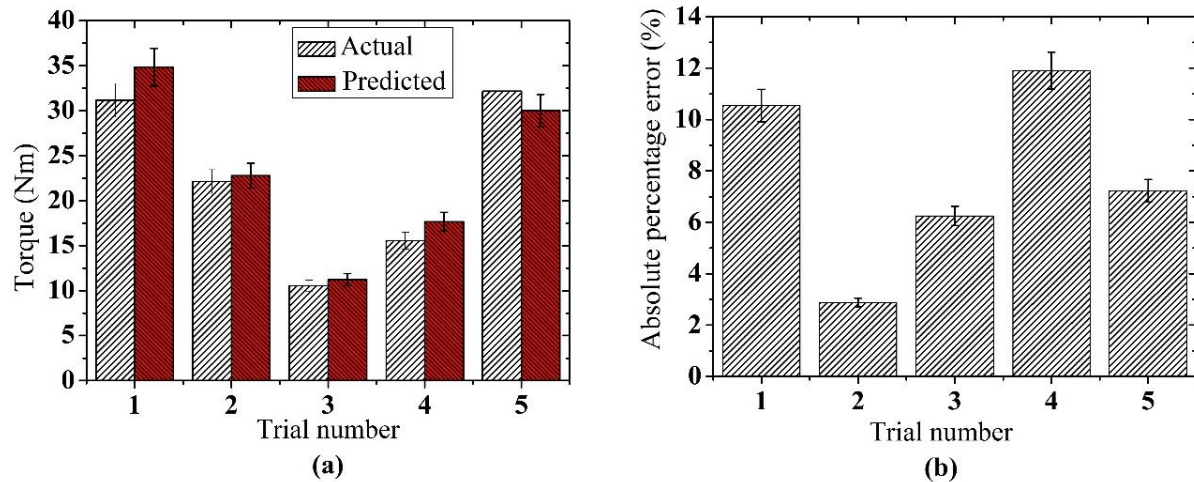 40
35
30
25
20
15
10
5
0
Torque (Nm)
Actual
Predicted
1 2 3 4 5
Trial number
(a)
14
12
10
8
6
4
2
0
Absolute percentage error (%)
1 2 3 4 5
Trial number
(b)